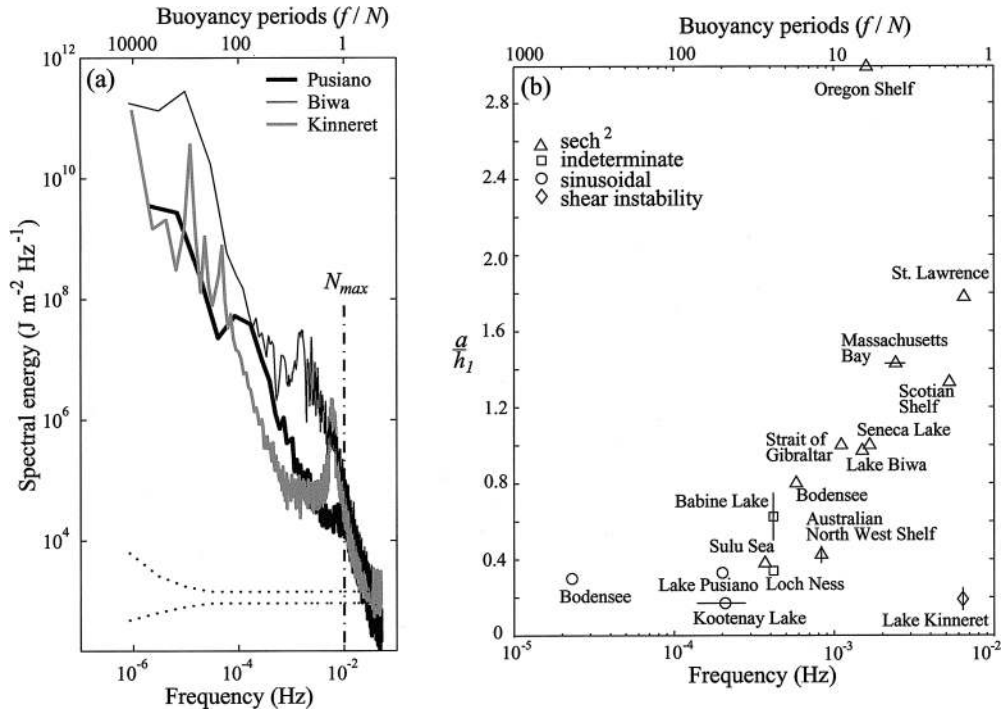 Buoyancy periods (f / N)
10000 100 1
10^12
(a)
Pusiano
Biwa
Kinneret
10^10
N_max
10^8
10^6
10^4
Spectral energy (J m^-2 Hz^-1)
10^-6 10^-4 10^-2
Frequency (Hz)
Buoyancy periods (f / N)
1000 100 10 1
(b)
Oregon Shelf
2.8
sech^2
indeterminate
sinusoidal
shear instability
2.4
2.0
St. Lawrence
1.6
a/h_1
Massachusetts
Bay
Scotian
Shelf
1.2
Seneca Lake
Strait of
Gibraltar
Lake Biwa
0.8
Bodensee
Babine Lake
Australian
North West Shelf
Sulu Sea
0.4
Lake Pusiano
Loch Ness
Bodensee
Kootenay Lake
Lake Kinneret
0
10^-5 10^-4 10^-3 10^-2
Frequency (Hz)